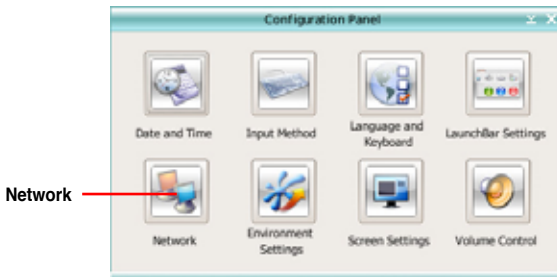 Configuration Panel
Date and Time
Input Method
Language and
Keyboard
LaunchBar Settings
Network
Network
Environment
Settings
Screen Settings
Volume Control